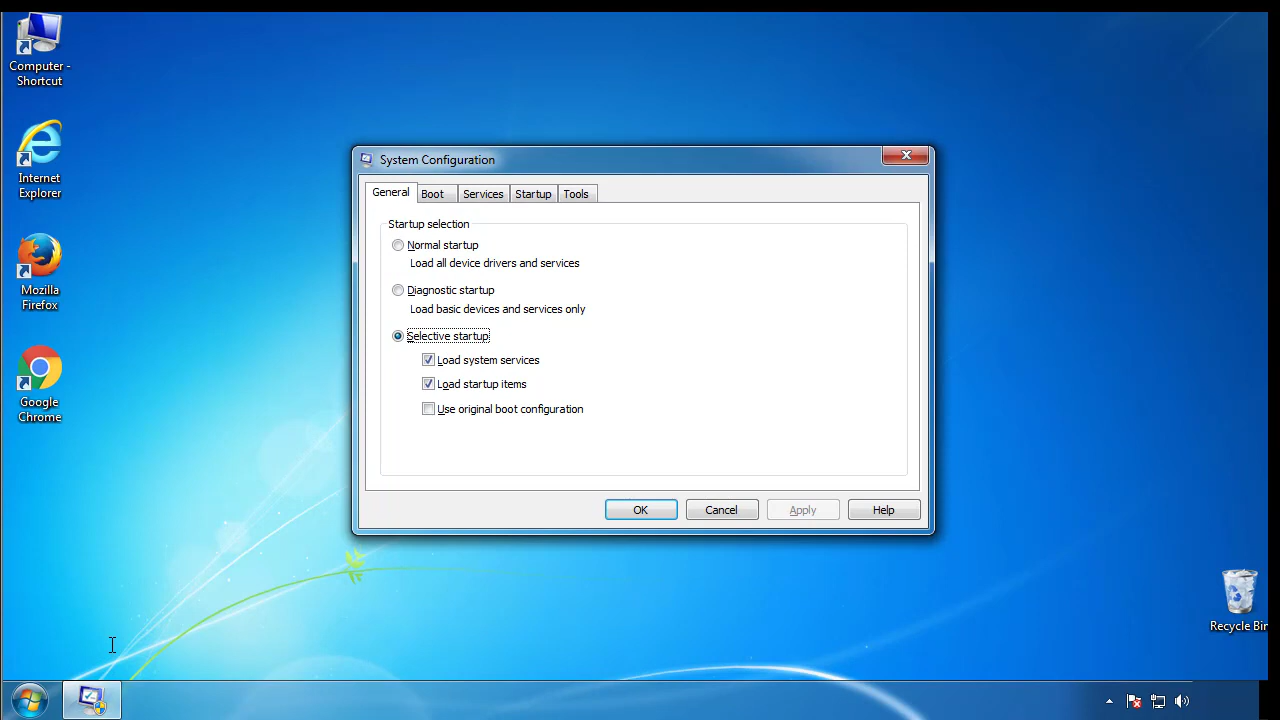 Computer -
Shortcut
Internet
Explorer
Mozilla
Firefox
Google
Chrome
System Configuration
General Boot Services Startup Tools
Startup selection
Normal startup
Load all device drivers and services
Diagnostic startup
Load basic devices and services only
Selective startup
Load system services
Load startup items
Use original boot configuration
OK Cancel Apply Help
Recycle Bin